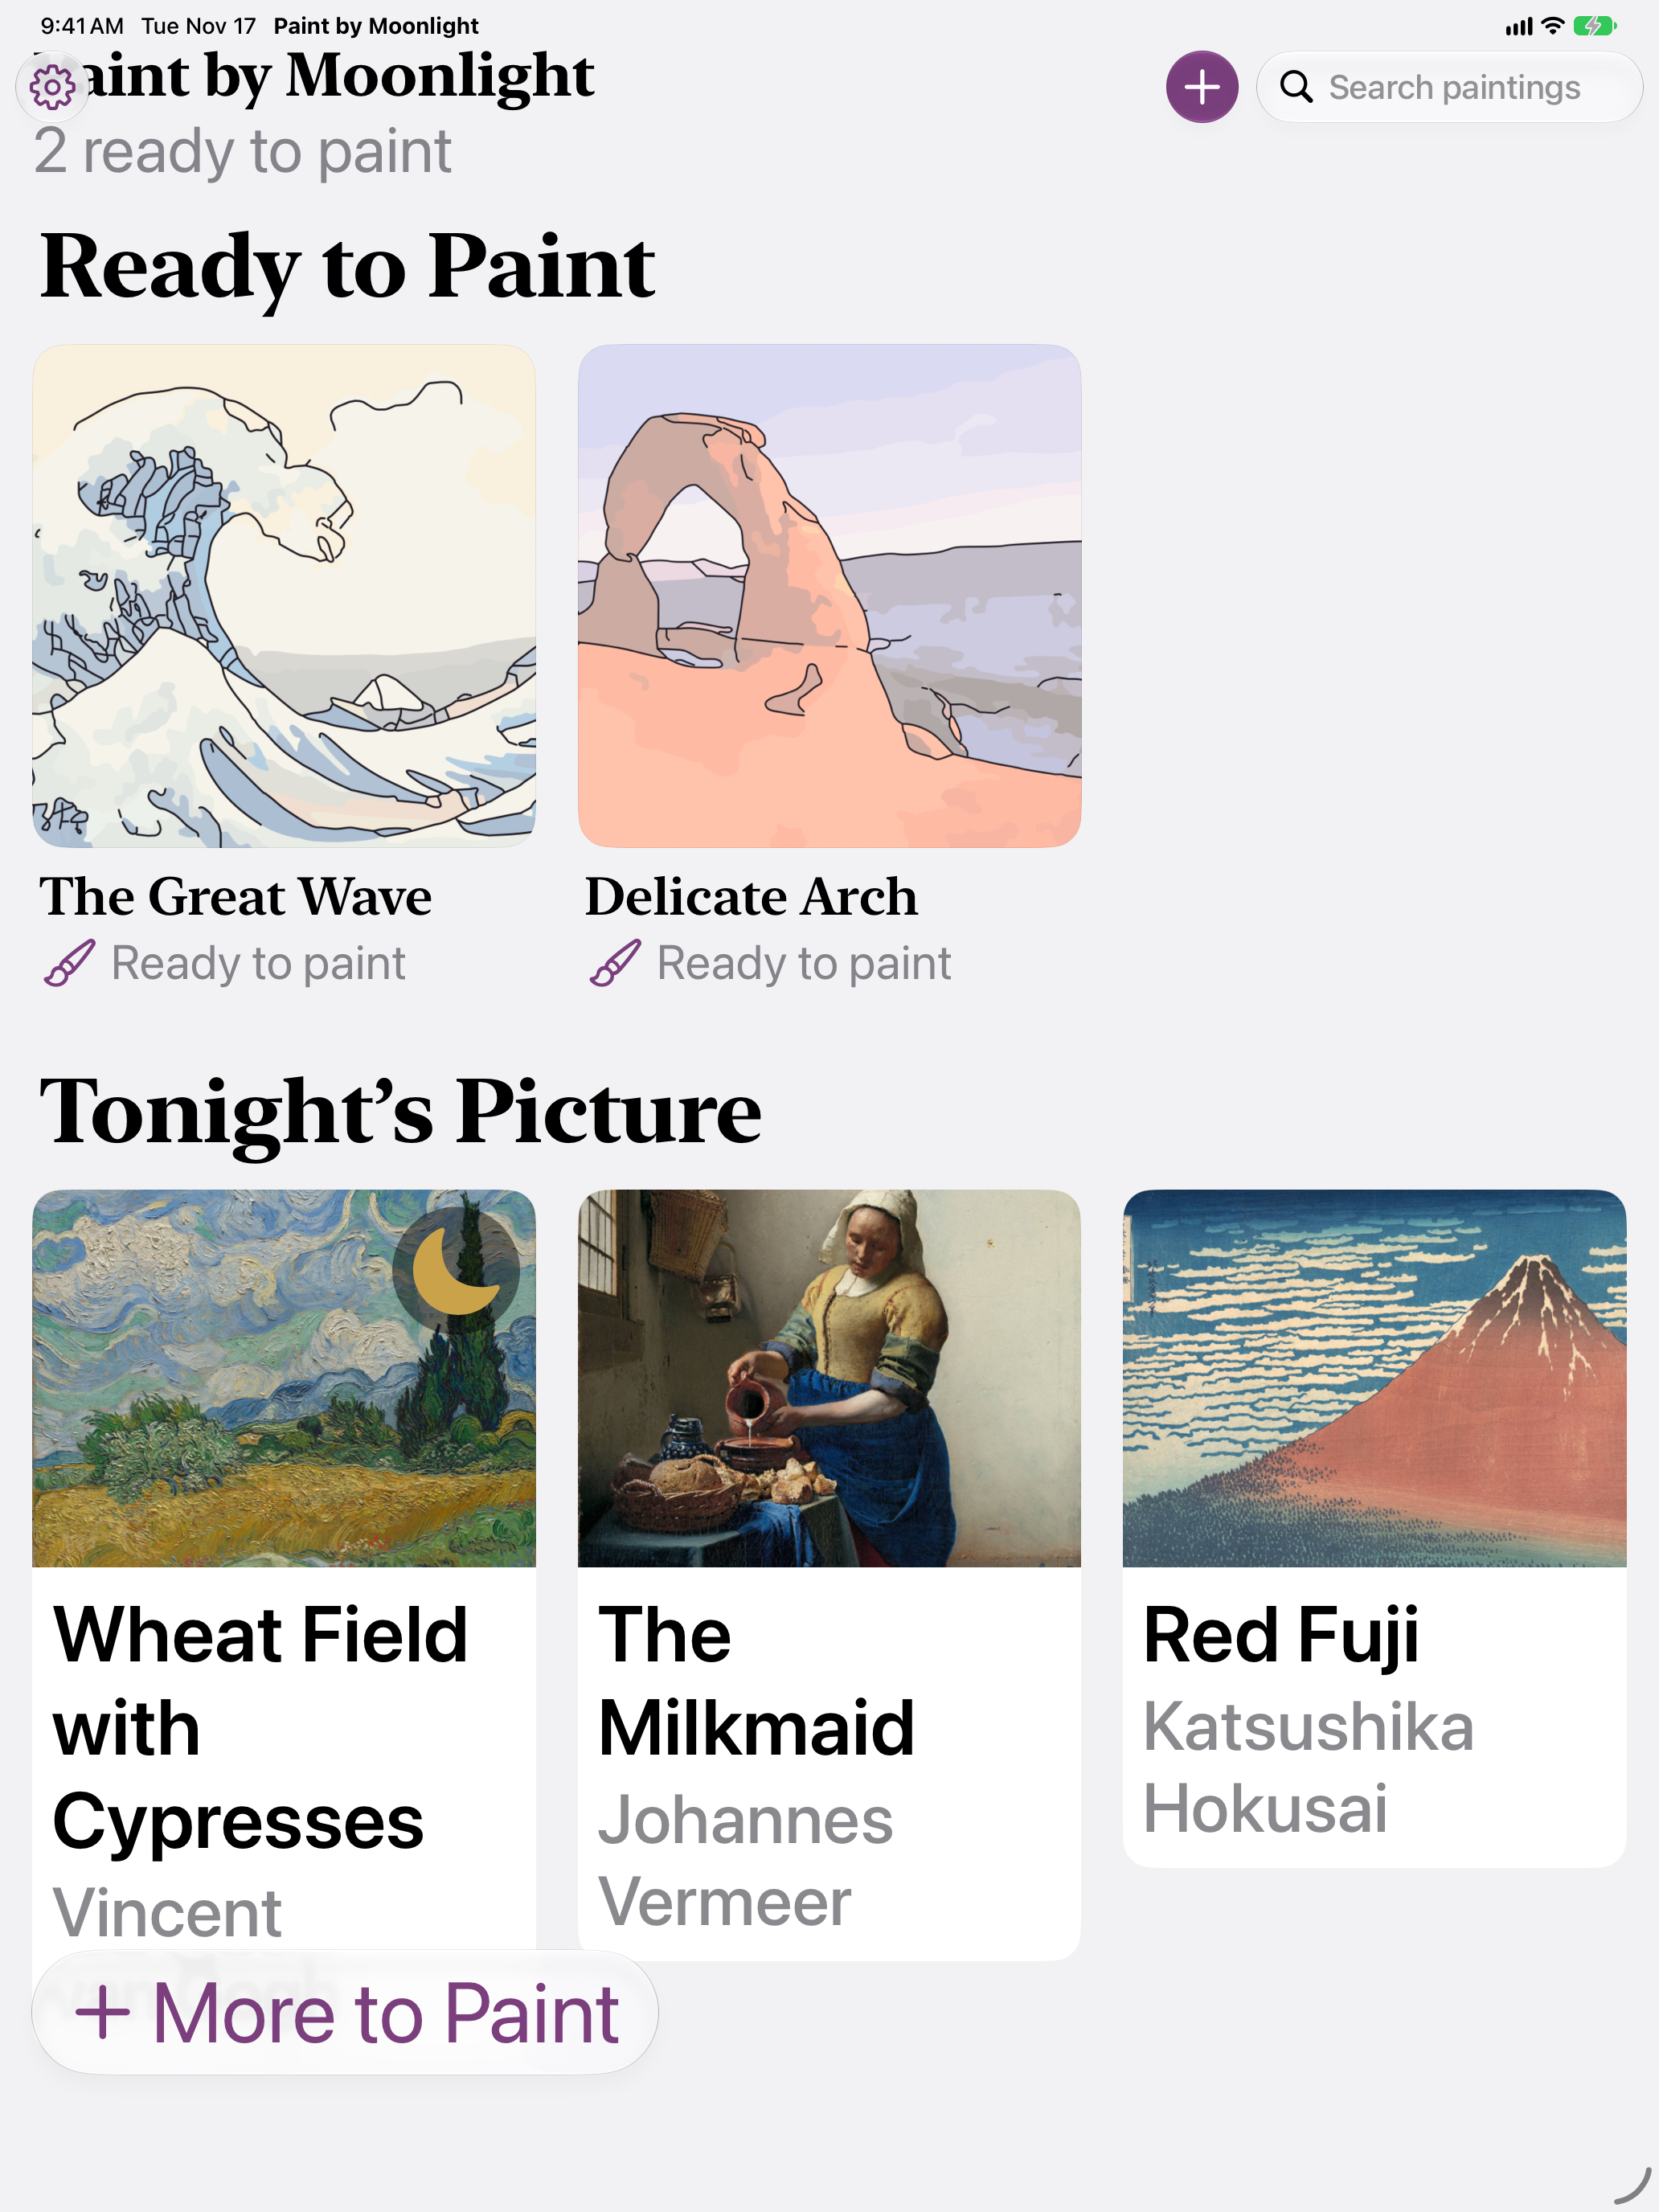 9:41 AM Tue Nov 17 Paint by Moonlight
Paint by Moonlight
Search paintings
2 ready to paint
Ready to Paint
The Great Wave
Ready to paint
Delicate Arch
Ready to paint
Tonight’s Picture
Wheat Field
with
Cypresses
Vincent
The
Milkmaid
Johannes
Vermeer
Red Fuji
Katsushika
Hokusai
+ More to Paint